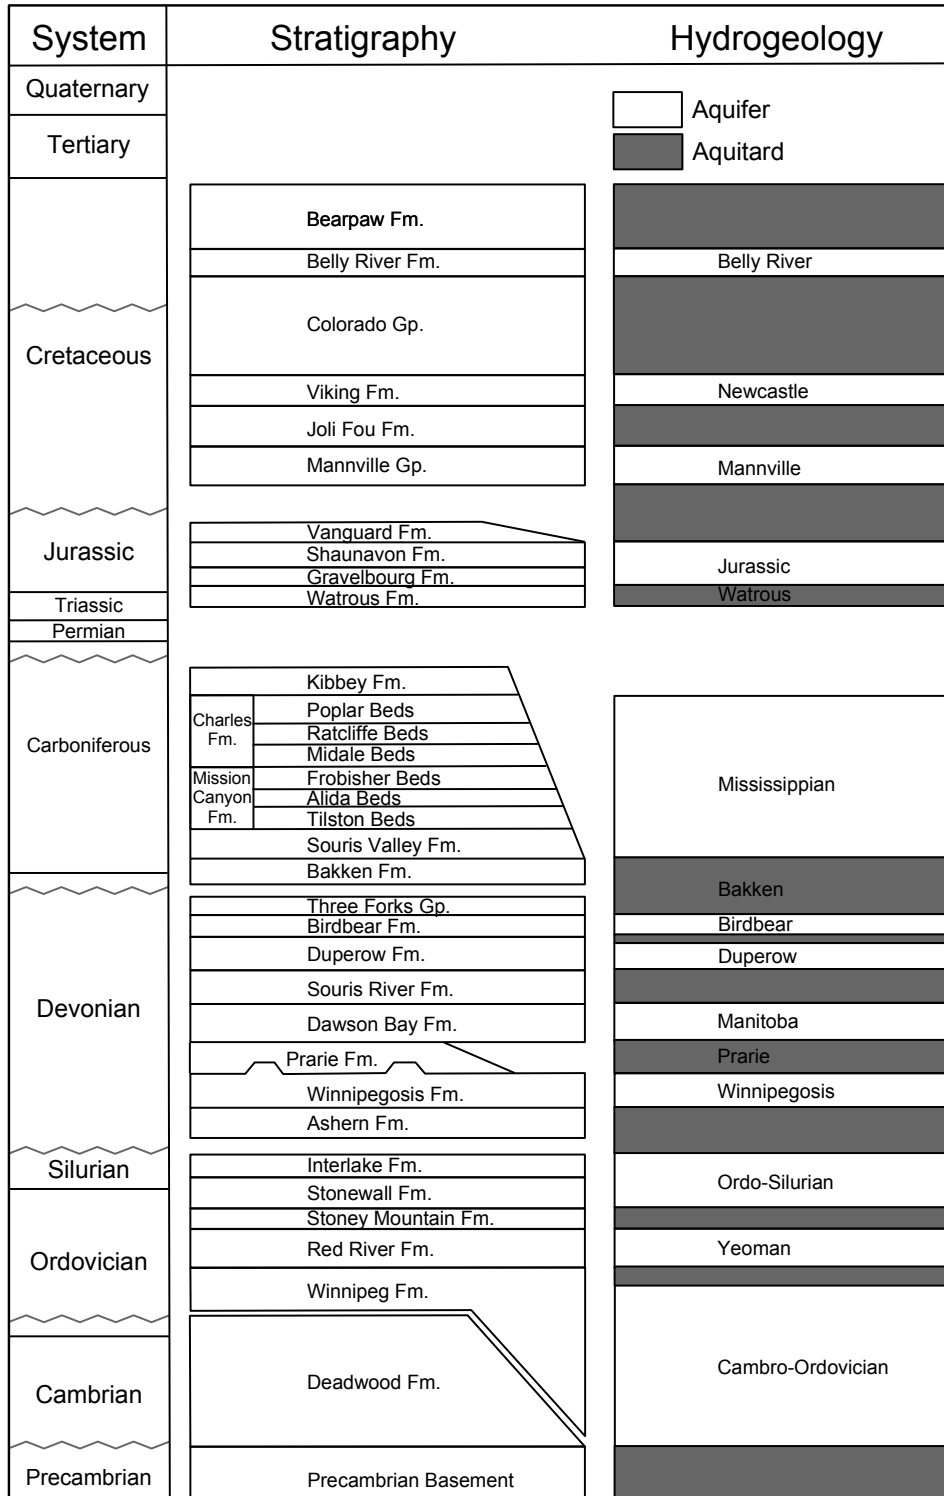 System Stratigraphy Hydrogeology
Quaternary
Aquifer
Tertiary
Aquitard
Bearpaw Fm.
Belly River Fm. Belly River
Colorado Gp.
Cretaceous
Viking Fm. Newcastle
Joli Fou Fm.
Mannville Gp. Mannville
Vanguard Fm.
Jurassic Shaunavon Fm. Jurassic
Gravelbourg Fm.
Triassic Watrous Fm. Watrous
Permian
Kibbey Fm.
Charles
Fm.
Poplar Beds
Ratcliffe Beds
Carboniferous Midale Beds
Mission
Canyon
Fm.
Frobisher Beds Mississippian
Alida Beds
Tilston Beds
Souris Valley Fm.
Bakken Fm. Bakken
Three Forks Gp.
Birdbear Fm. Birdbear
Duperow Fm. Duperow
Souris River Fm.
Devonian
Dawson Bay Fm. Manitoba
Prarie Fm. Prarie
Winnipegosis Fm. Winnipegosis
Ashern Fm.
Silurian Interlake Fm. Ordo-Silurian
Stonewall Fm.
Stoney Mountain Fm.
Ordovician Red River Fm. Yeoman
Winnipeg Fm.
Cambrian Deadwood Fm. Cambro-Ordovician
Precambrian Precambrian Basement